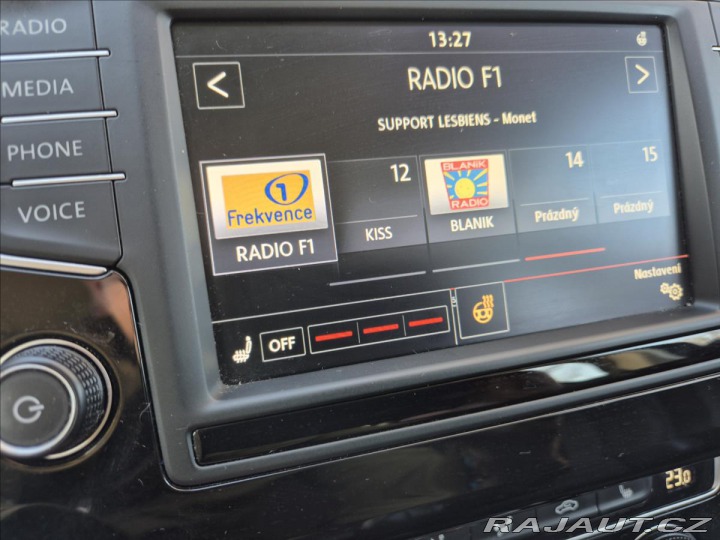 RADIO
MEDIA
PHONE
VOICE
13:27
<
RADIO F1
>
SUPPORT LESBIENS - Monet
1
Frekvence
RADIO F1
12
KISS
BLANIK
RADIO
BLANIK
14
Prázdný
15
Prázdný
Nastavení
OFF
23.0
RAJAUT.CZ